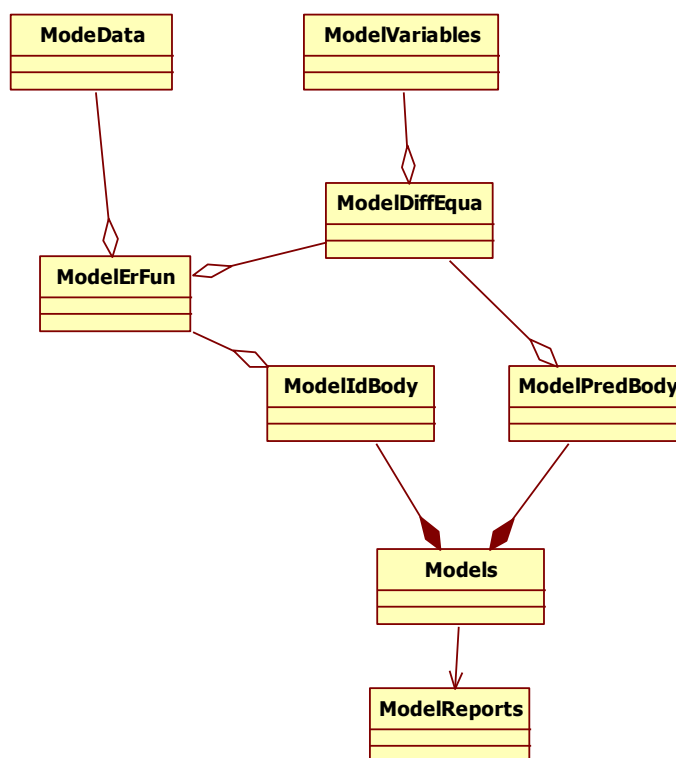 ModeData
ModelVariables
ModelDiffEqua
ModelErFun
ModelIdBody
ModelPredBody
Models
ModelReports